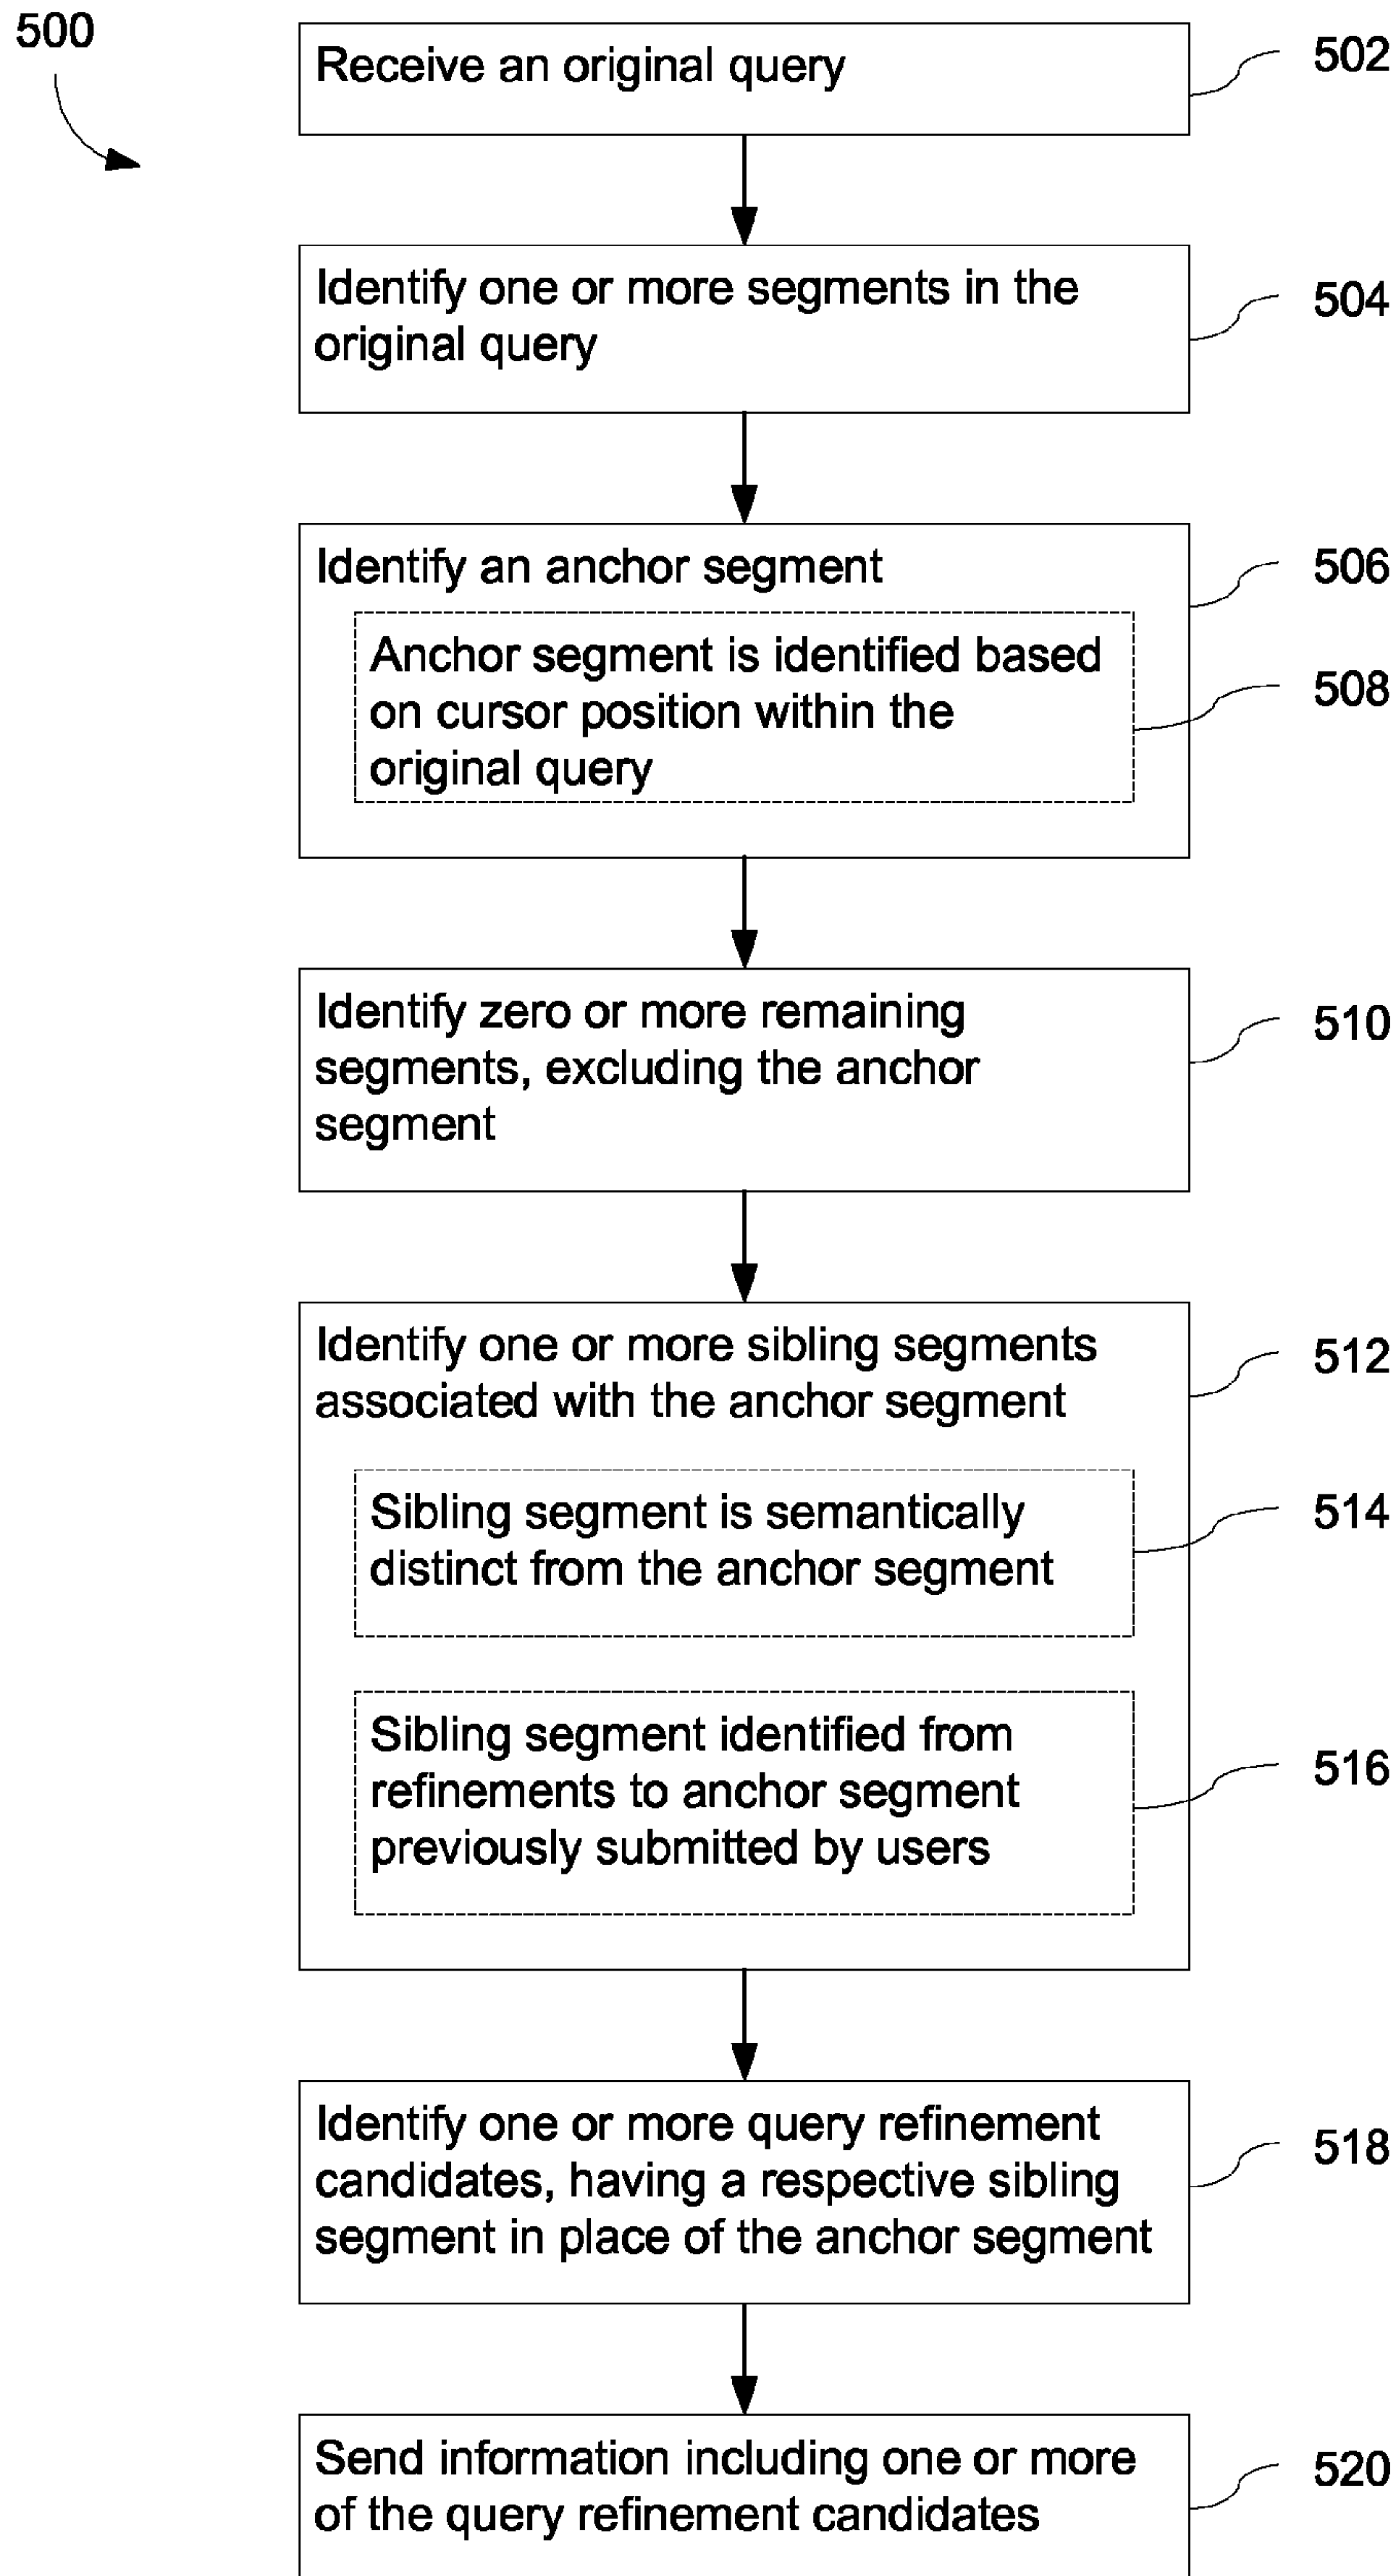 500
Receive an original query
502
Identify one or more segments in the
original query
504
Identify an anchor segment
506
Anchor segment is identified based
on cursor position within the
original query
508
Identify zero or more remaining
segments, excluding the anchor
segment
510
Identify one or more sibling segments
associated with the anchor segment
512
Sibling segment is semantically
distinct from the anchor segment
514
Sibling segment identified from
refinements to anchor segment
previously submitted by users
516
Identify one or more query refinement
candidates, having a respective sibling
segment in place of the anchor segment
518
Send information including one or more
of the query refinement candidates
520